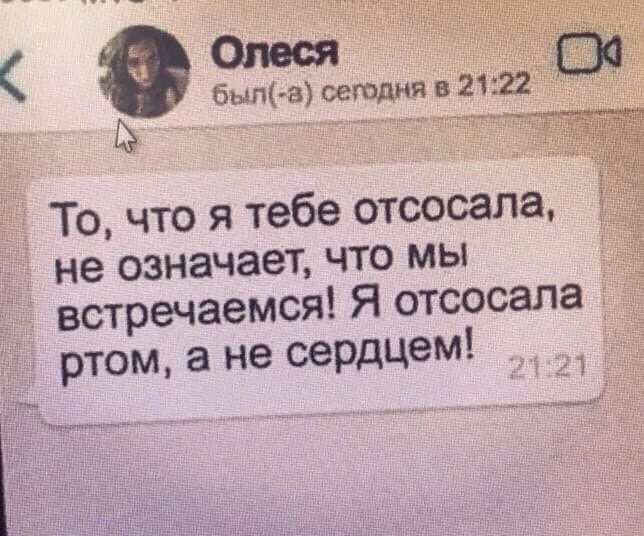 Олеся
был(-а) сегодня в 21:22
То, что я тебе отсосала,
не означает, что мы
встречаемся! Я отсосала
ртом, а не сердцем!
21:21